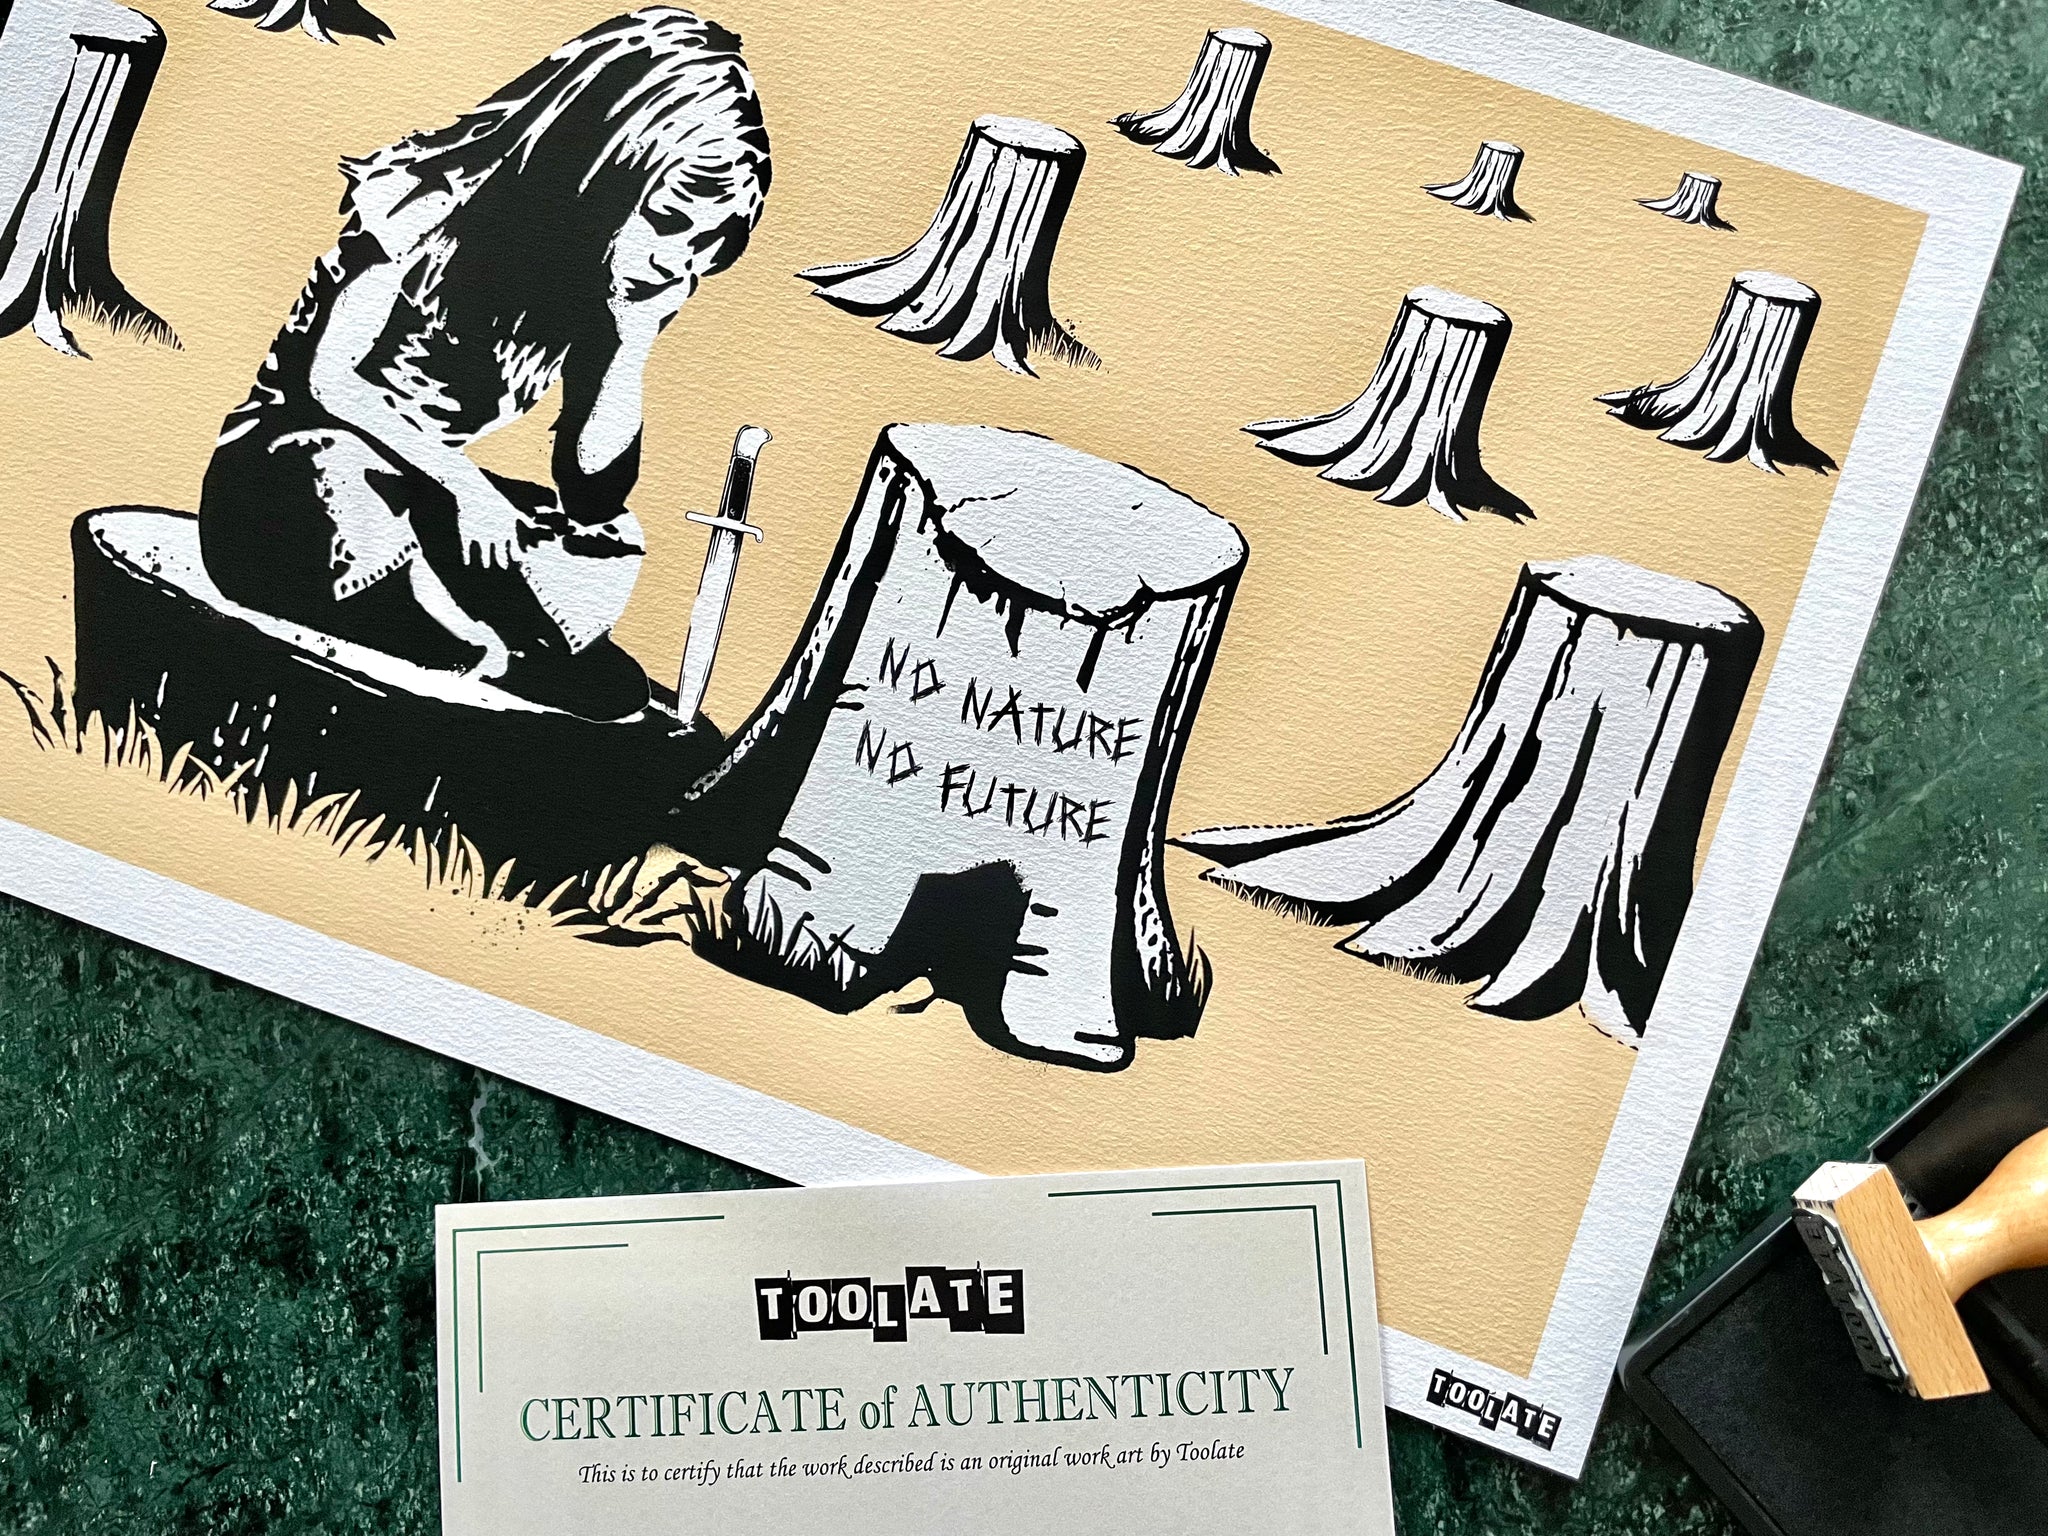 NO NATURE
NO FUTURE
TOOLATE
TOOLATE
CERTIFICATE of AUTHENTICITY
This is to certify that the work described is an original work art by Toolate
TOOLATE